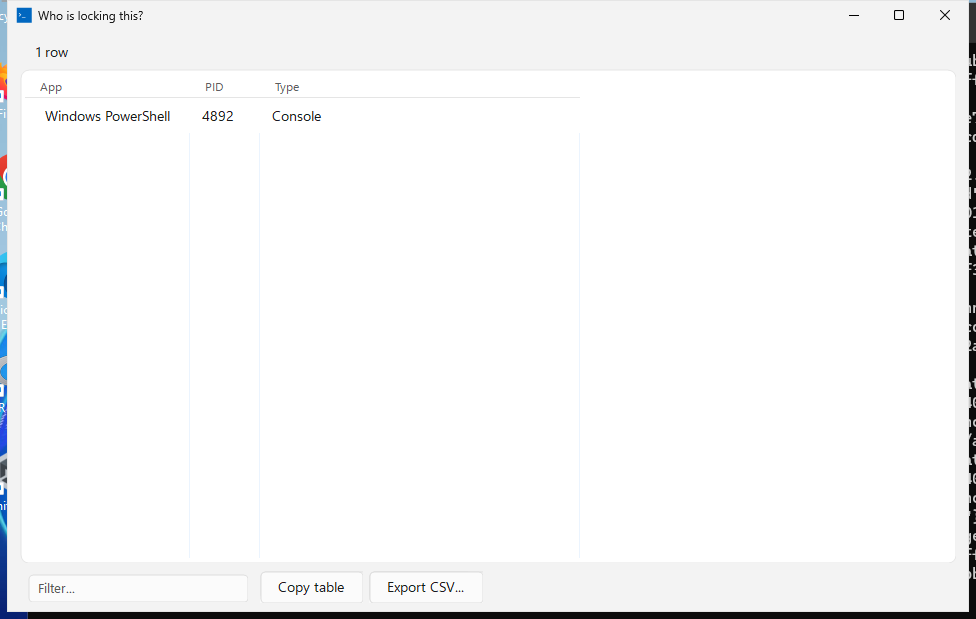 Who is locking this?
1 row
App PID Type
Windows PowerShell 4892 Console
Filter...
Copy table Export CSV...